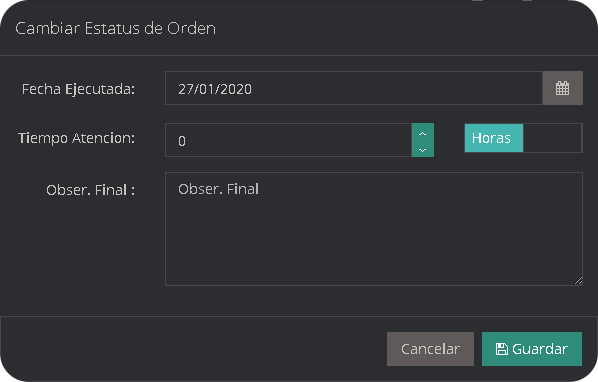 Cambiar Estatus de Orden
Fecha Ejecutada: 27/01/2020
Tiempo Atencion: 0 Horas
Obser. Final : Obser. Final
Cancelar Guardar